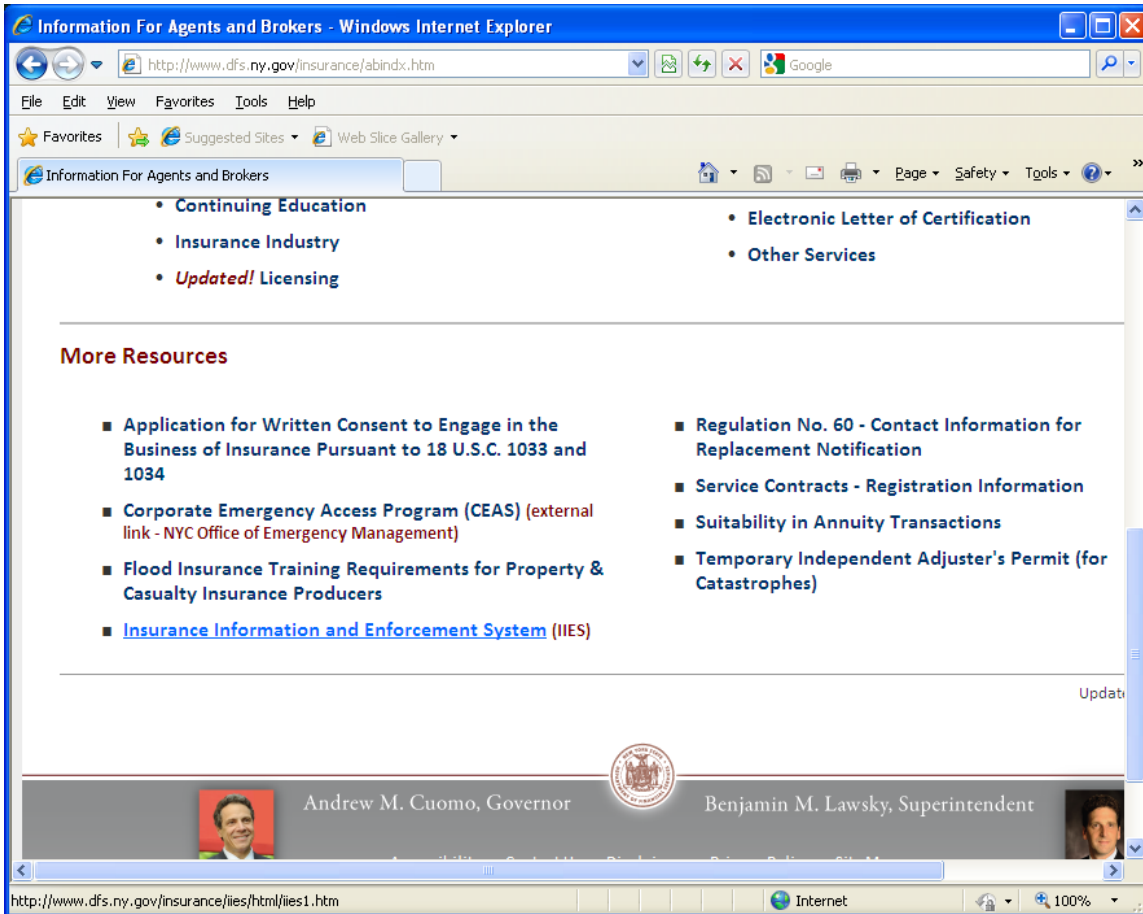 Information For Agents and Brokers - Windows Internet Explorer
http://www.dfs.ny.gov/insurance/abindx.htm
Google
File Edit View Favorites Tools Help
Favorites Suggested Sites Web Slice Gallery
Information For Agents and Brokers
Page Safety Tools
• Continuing Education
• Insurance Industry
• Updated! Licensing
• Electronic Letter of Certification
• Other Services
More Resources
■ Application for Written Consent to Engage in the
Business of Insurance Pursuant to 18 U.S.C. 1033 and
1034
■ Corporate Emergency Access Program (CEAS) (external
link - NYC Office of Emergency Management)
■ Flood Insurance Training Requirements for Property &
Casualty Insurance Producers
■ Insurance Information and Enforcement System (IIES)
■ Regulation No. 60 - Contact Information for
Replacement Notification
■ Service Contracts - Registration Information
■ Suitability in Annuity Transactions
■ Temporary Independent Adjuster's Permit (for
Catastrophes)
Andrew M. Cuomo, Governor
Benjamin M. Lawsky, Superintendent
http://www.dfs.ny.gov/insurance/iies/html/iies1.htm
Internet
100%